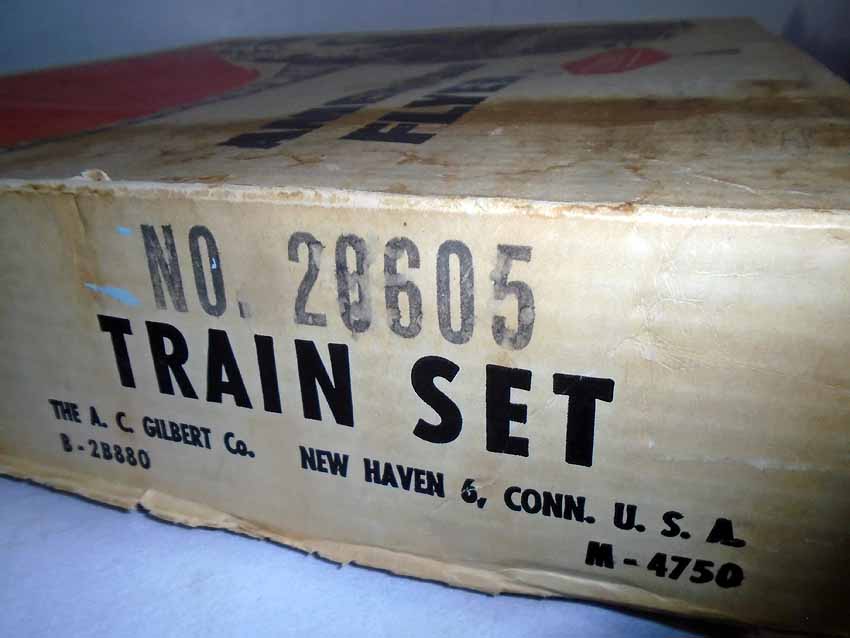 NO. 20605
TRAIN SET
THE A. C. GILBERT Co. NEW HAVEN 6, CONN. U. S. A.
B-2B880
M-4750